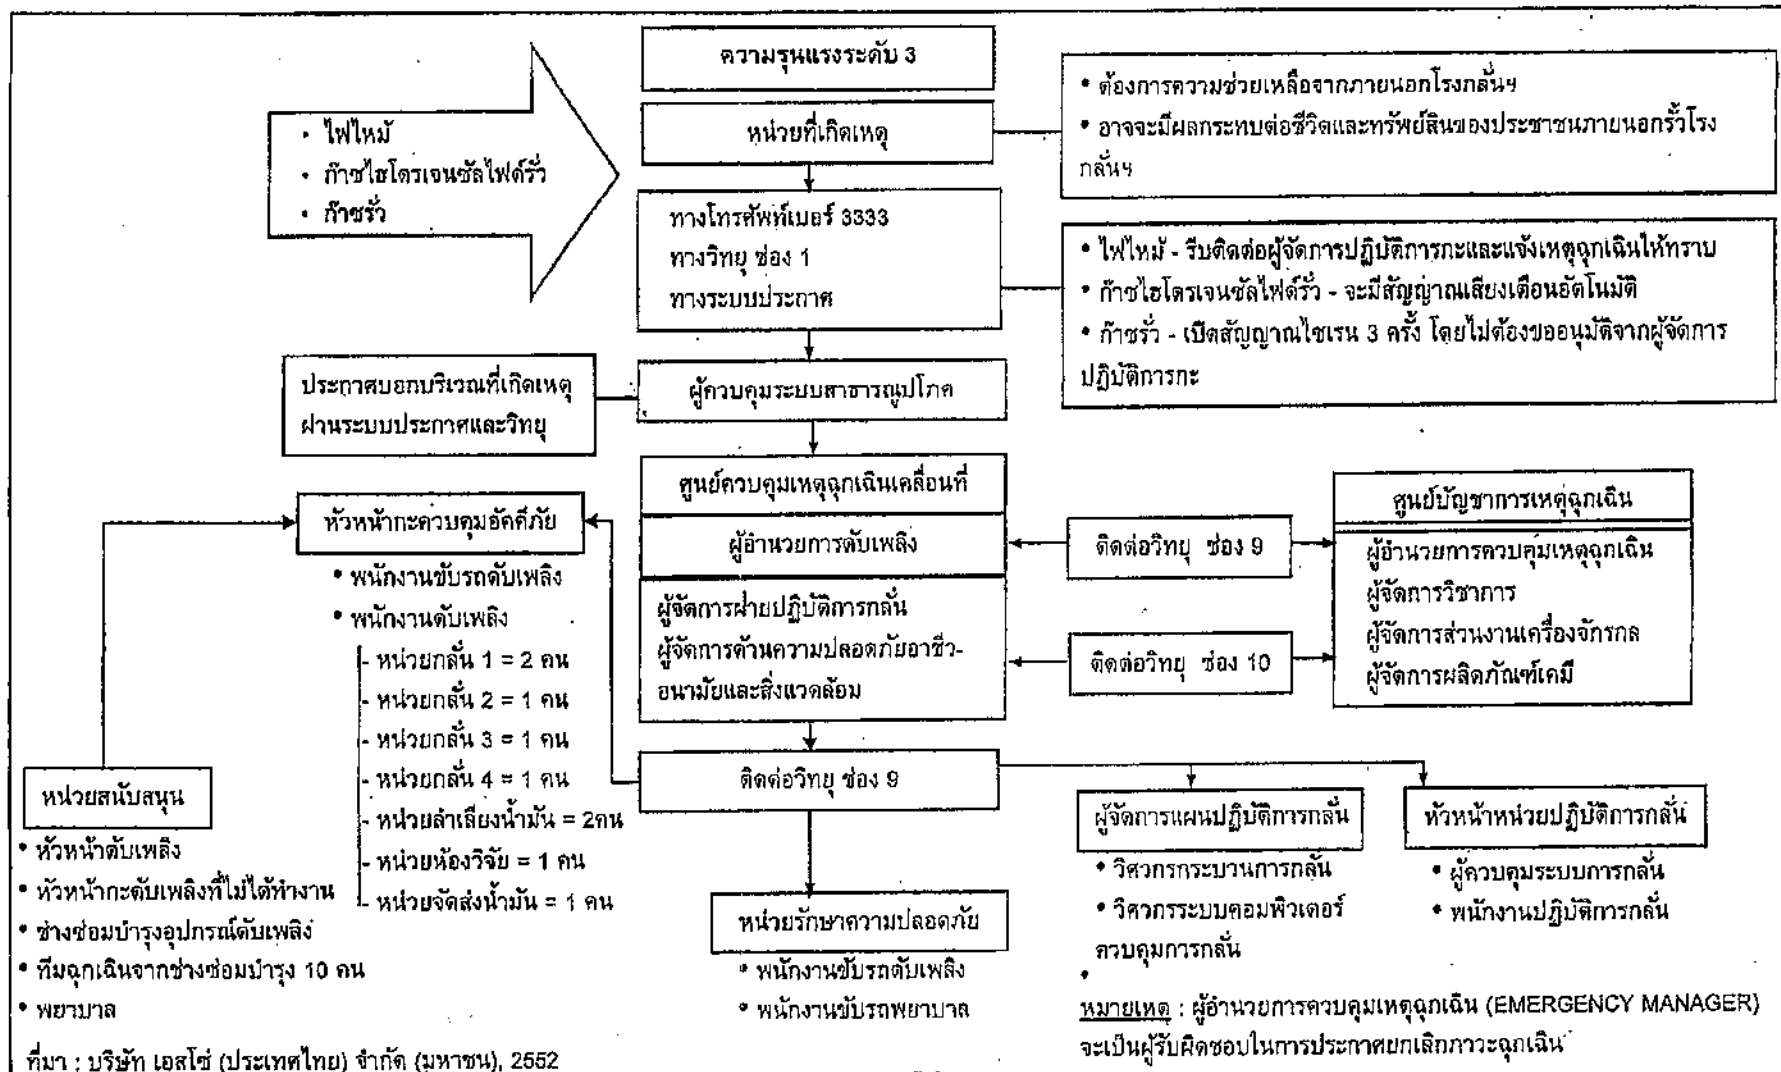 ความรุนแรงระดับ 3
หน่วยที่เกิดเหตุ
• ไฟไหม้
• ก๊าซไฮโดรเจนซัลไฟด์รั่ว
• ก๊าซรั่ว
• ต้องการความช่วยเหลือจากภายนอกโรงกลั่นฯ
• อาจจะมีผลกระทบต่อชีวิตและทรัพย์สินของประชาชนภายนอกรั้วโรง
กลั่นฯ
ทางโทรศัพท์เบอร์ 3333
ทางวิทยุ ช่อง 1
ทางระบบประกาศ
• ไฟไหม้ - รีบติดต่อผู้จัดการปฏิบัติการกะและแจ้งเหตุฉุกเฉินให้ทราบ
• ก๊าซไฮโดรเจนซัลไฟด์รั่ว - จะมีสัญญาณเสียงเตือนอัตโนมัติ
• ก๊าซรั่ว - เปิดสัญญาณไซเรน 3 ครั้ง โดยไม่ต้องขออนุมัติจากผู้จัดการ
ปฏิบัติการกะ
ประกาศบอกบริเวณที่เกิดเหตุ
ผ่านระบบประกาศและวิทยุ
ผู้ควบคุมระบบสาธารณูปโภค
ศูนย์ควบคุมเหตุฉุกเฉินเคลื่อนที่
ผู้อำนวยการดับเพลิง
ผู้จัดการฝ่ายปฏิบัติการกลั่น
ผู้จัดการด้านความปลอดภัยอาชีว-
อนามัยและสิ่งแวดล้อม
ติดต่อวิทยุ ช่อง 9
ติดต่อวิทยุ ช่อง 10
ศูนย์บัญชาการเหตุฉุกเฉิน
ผู้อำนวยการควบคุมเหตุฉุกเฉิน
ผู้จัดการวิชาการ
ผู้จัดการส่วนงานเครื่องจักรกล
ผู้จัดการผลิตภัณฑ์เคมี
หัวหน้ากะควบคุมอัคคีภัย
• พนักงานขับรถดับเพลิง
• พนักงานดับเพลิง
- หน่วยกลั่น 1 = 2 คน
- หน่วยกลั่น 2 = 1 คน
- หน่วยกลั่น 3 = 1 คน
- หน่วยกลั่น 4 = 1 คน
- หน่วยลำเลียงน้ำมัน = 2คน
- หน่วยห้องวิจัย = 1 คน
- หน่วยจัดส่งน้ำมัน = 1 คน
หน่วยสนับสนุน
• หัวหน้าดับเพลิง
• หัวหน้ากะดับเพลิงที่ไม่ได้ทำงาน
• ช่างซ่อมบำรุงอุปกรณ์ดับเพลิง
• ทีมฉุกเฉินจากช่างซ่อมบำรุง 10 คน
• พยาบาล
ติดต่อวิทยุ ช่อง 9
หน่วยรักษาความปลอดภัย
• พนักงานขับรถดับเพลิง
• พนักงานขับรถพยาบาล
ผู้จัดการแผนปฏิบัติการกลั่น
• วิศวกรกระบวนการกลั่น
• วิศวกรระบบคอมพิวเตอร์
ควบคุมการกลั่น
•
หัวหน้าหน่วยปฏิบัติการกลั่น
• ผู้ควบคุมระบบการกลั่น
• พนักงานปฏิบัติการกลั่น
หมายเหตุ : ผู้อำนวยการควบคุมเหตุฉุกเฉิน (EMERGENCY MANAGER)
จะเป็นผู้รับผิดชอบในการประกาศยกเลิกภาวะฉุกเฉิน
ที่มา : บริษัท เอสโซ่ (ประเทศไทย) จำกัด (มหาชน), 2552